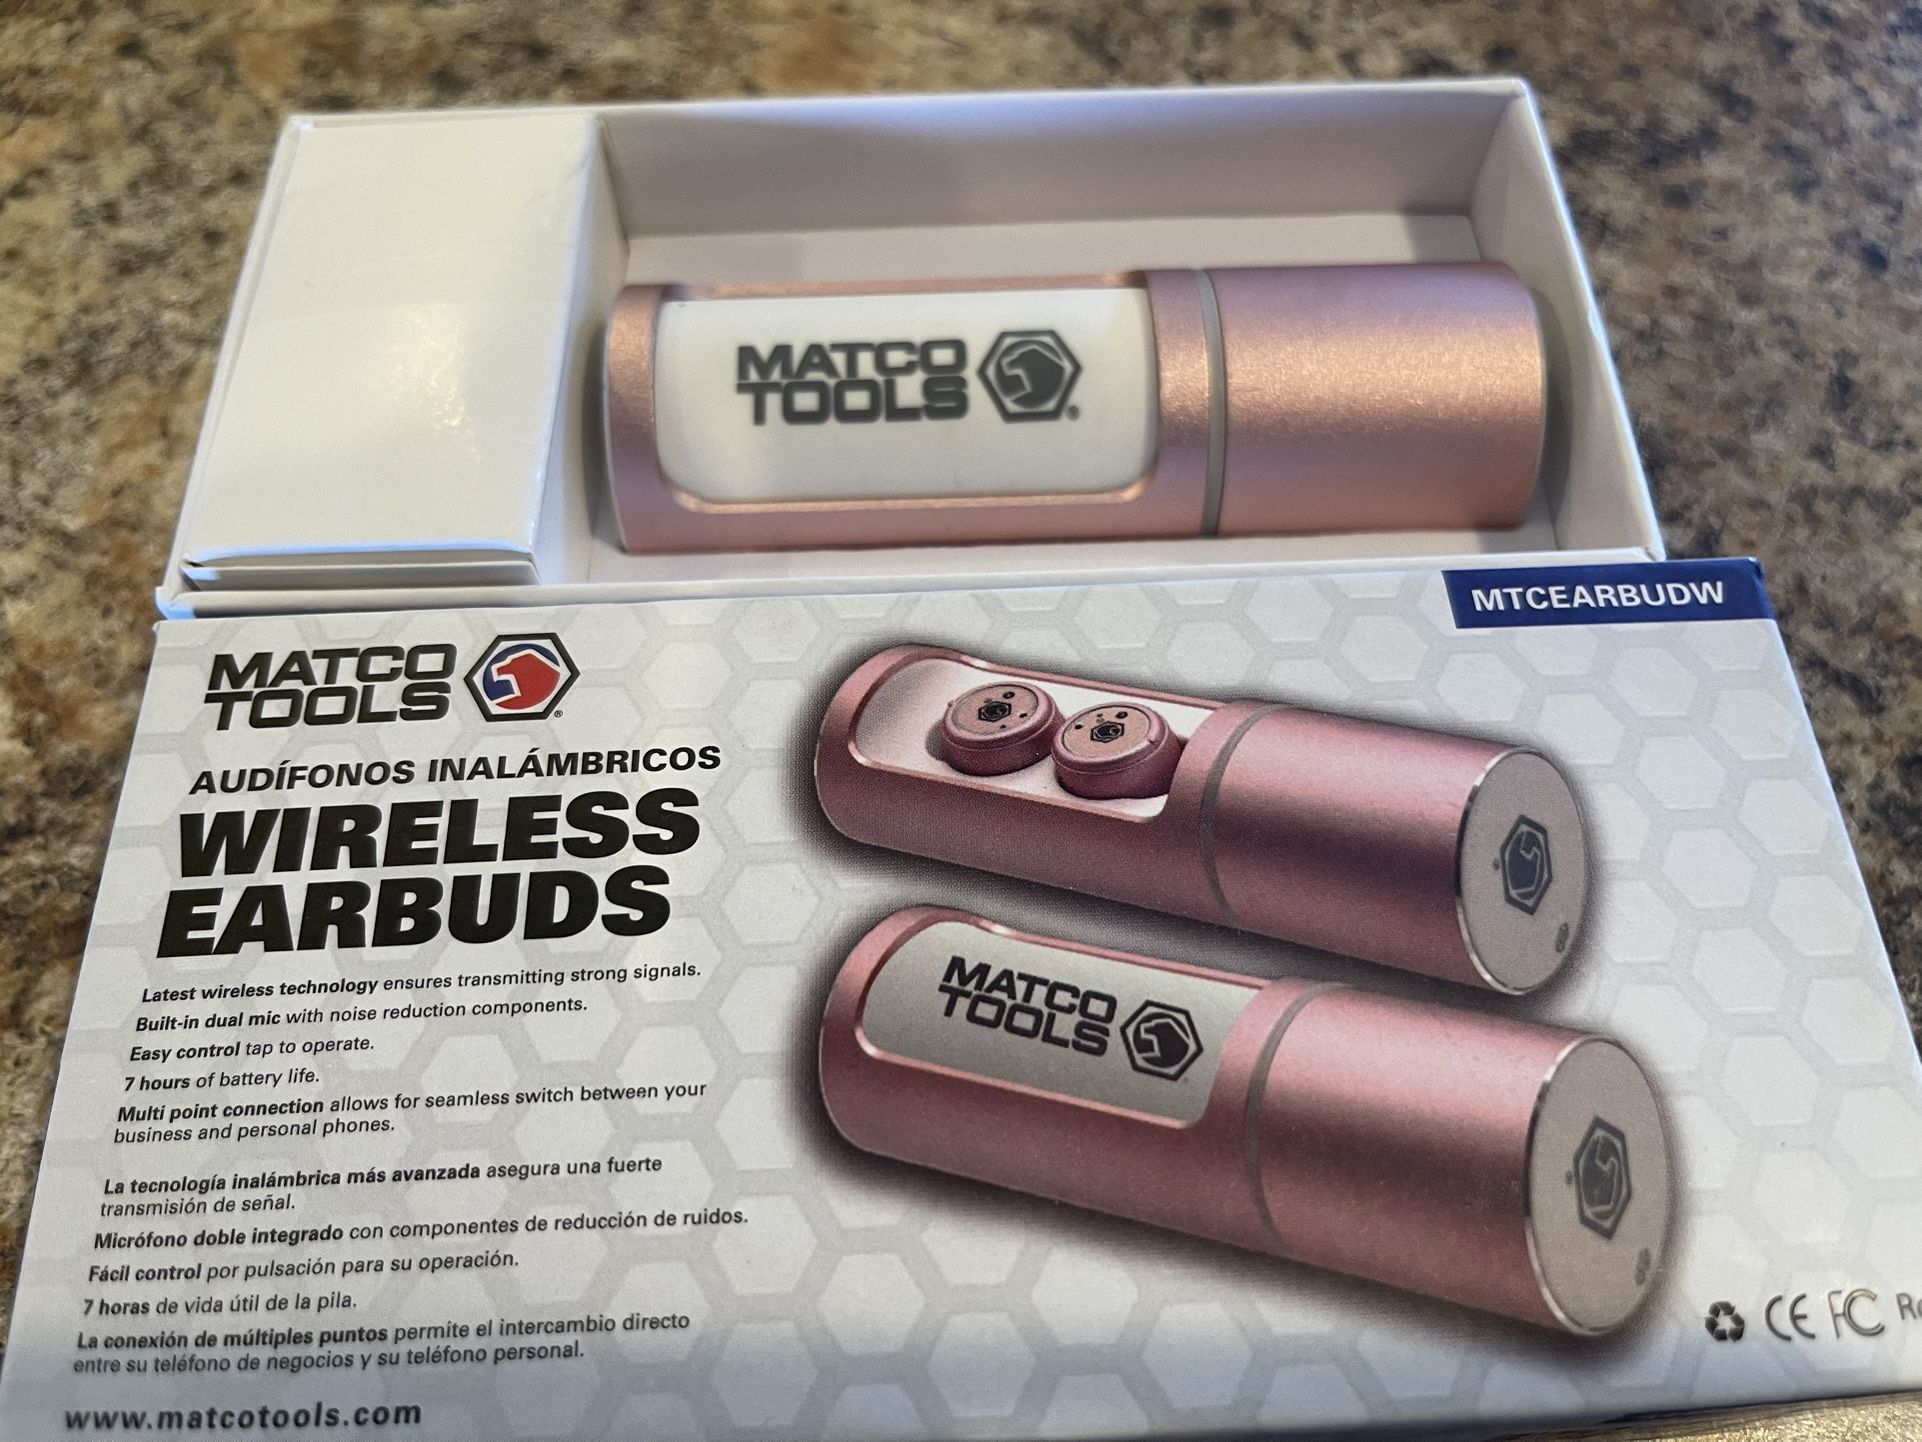 MATCO
TOOLS
®
MTCEARBUDW
MATCO
TOOLS
®
AUDÍFONOS INALÁMBRICOS
WIRELESS
EARBUDS
Latest wireless technology ensures transmitting strong signals.
Built-in dual mic with noise reduction components.
Easy control tap to operate.
7 hours of battery life.
Multi point connection allows for seamless switch between your
business and personal phones.
La tecnología inalámbrica más avanzada asegura una fuerte
transmisión de señal.
Micrófono doble integrado con componentes de reducción de ruidos.
Fácil control por pulsación para su operación.
7 horas de vida útil de la pila.
La conexión de múltiples puntos permite el intercambio directo
entre su teléfono de negocios y su teléfono personal.
www.matcotools.com
MATCO
TOOLS
CE FC